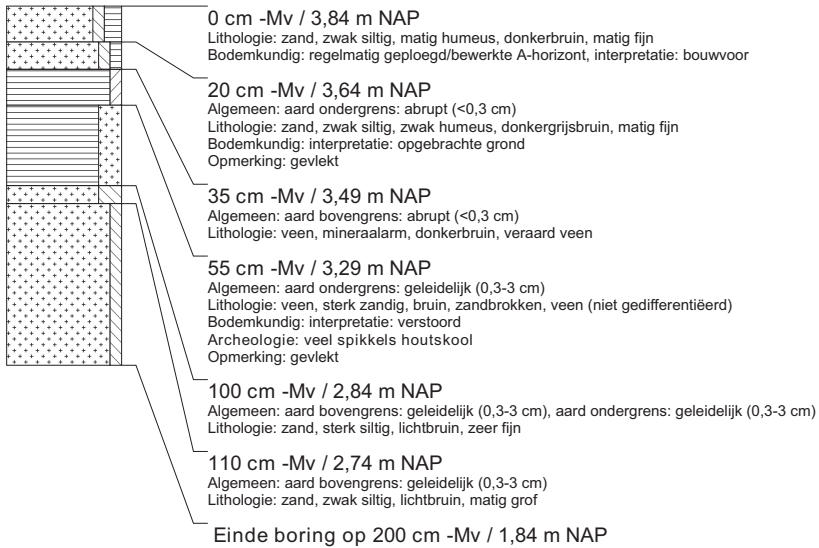 0 cm -Mv / 3,84 m NAP
Lithologie: zand, zwak siltig, matig humeus, donkerbruin, matig fijn
Bodemkundig: regelmatig geploegd/bewerkte A-horizont, interpretatie: bouwvoor
20 cm -Mv / 3,64 m NAP
Algemeen: aard ondergrens: abrupt (<0,3 cm)
Lithologie: zand, zwak siltig, zwak humeus, donkergrijsbruin, matig fijn
Bodemkundig: interpretatie: opgebrachte grond
Opmerking: gevlekt
35 cm -Mv / 3,49 m NAP
Algemeen: aard bovengrens: abrupt (<0,3 cm)
Lithologie: veen, mineraalarm, donkerbruin, veraard veen
55 cm -Mv / 3,29 m NAP
Algemeen: aard ondergrens: geleidelijk (0,3-3 cm)
Lithologie: veen, sterk zandig, bruin, zandbrokken, veen (niet gedifferentiëerd)
Bodemkundig: interpretatie: verstoord
Archeologie: veel spikkels houtskool
Opmerking: gevlekt
100 cm -Mv / 2,84 m NAP
Algemeen: aard bovengrens: geleidelijk (0,3-3 cm), aard ondergrens: geleidelijk (0,3-3 cm)
Lithologie: zand, sterk siltig, lichtbruin, zeer fijn
110 cm -Mv / 2,74 m NAP
Algemeen: aard bovengrens: geleidelijk (0,3-3 cm)
Lithologie: zand, zwak siltig, lichtbruin, matig grof
Einde boring op 200 cm -Mv / 1,84 m NAP